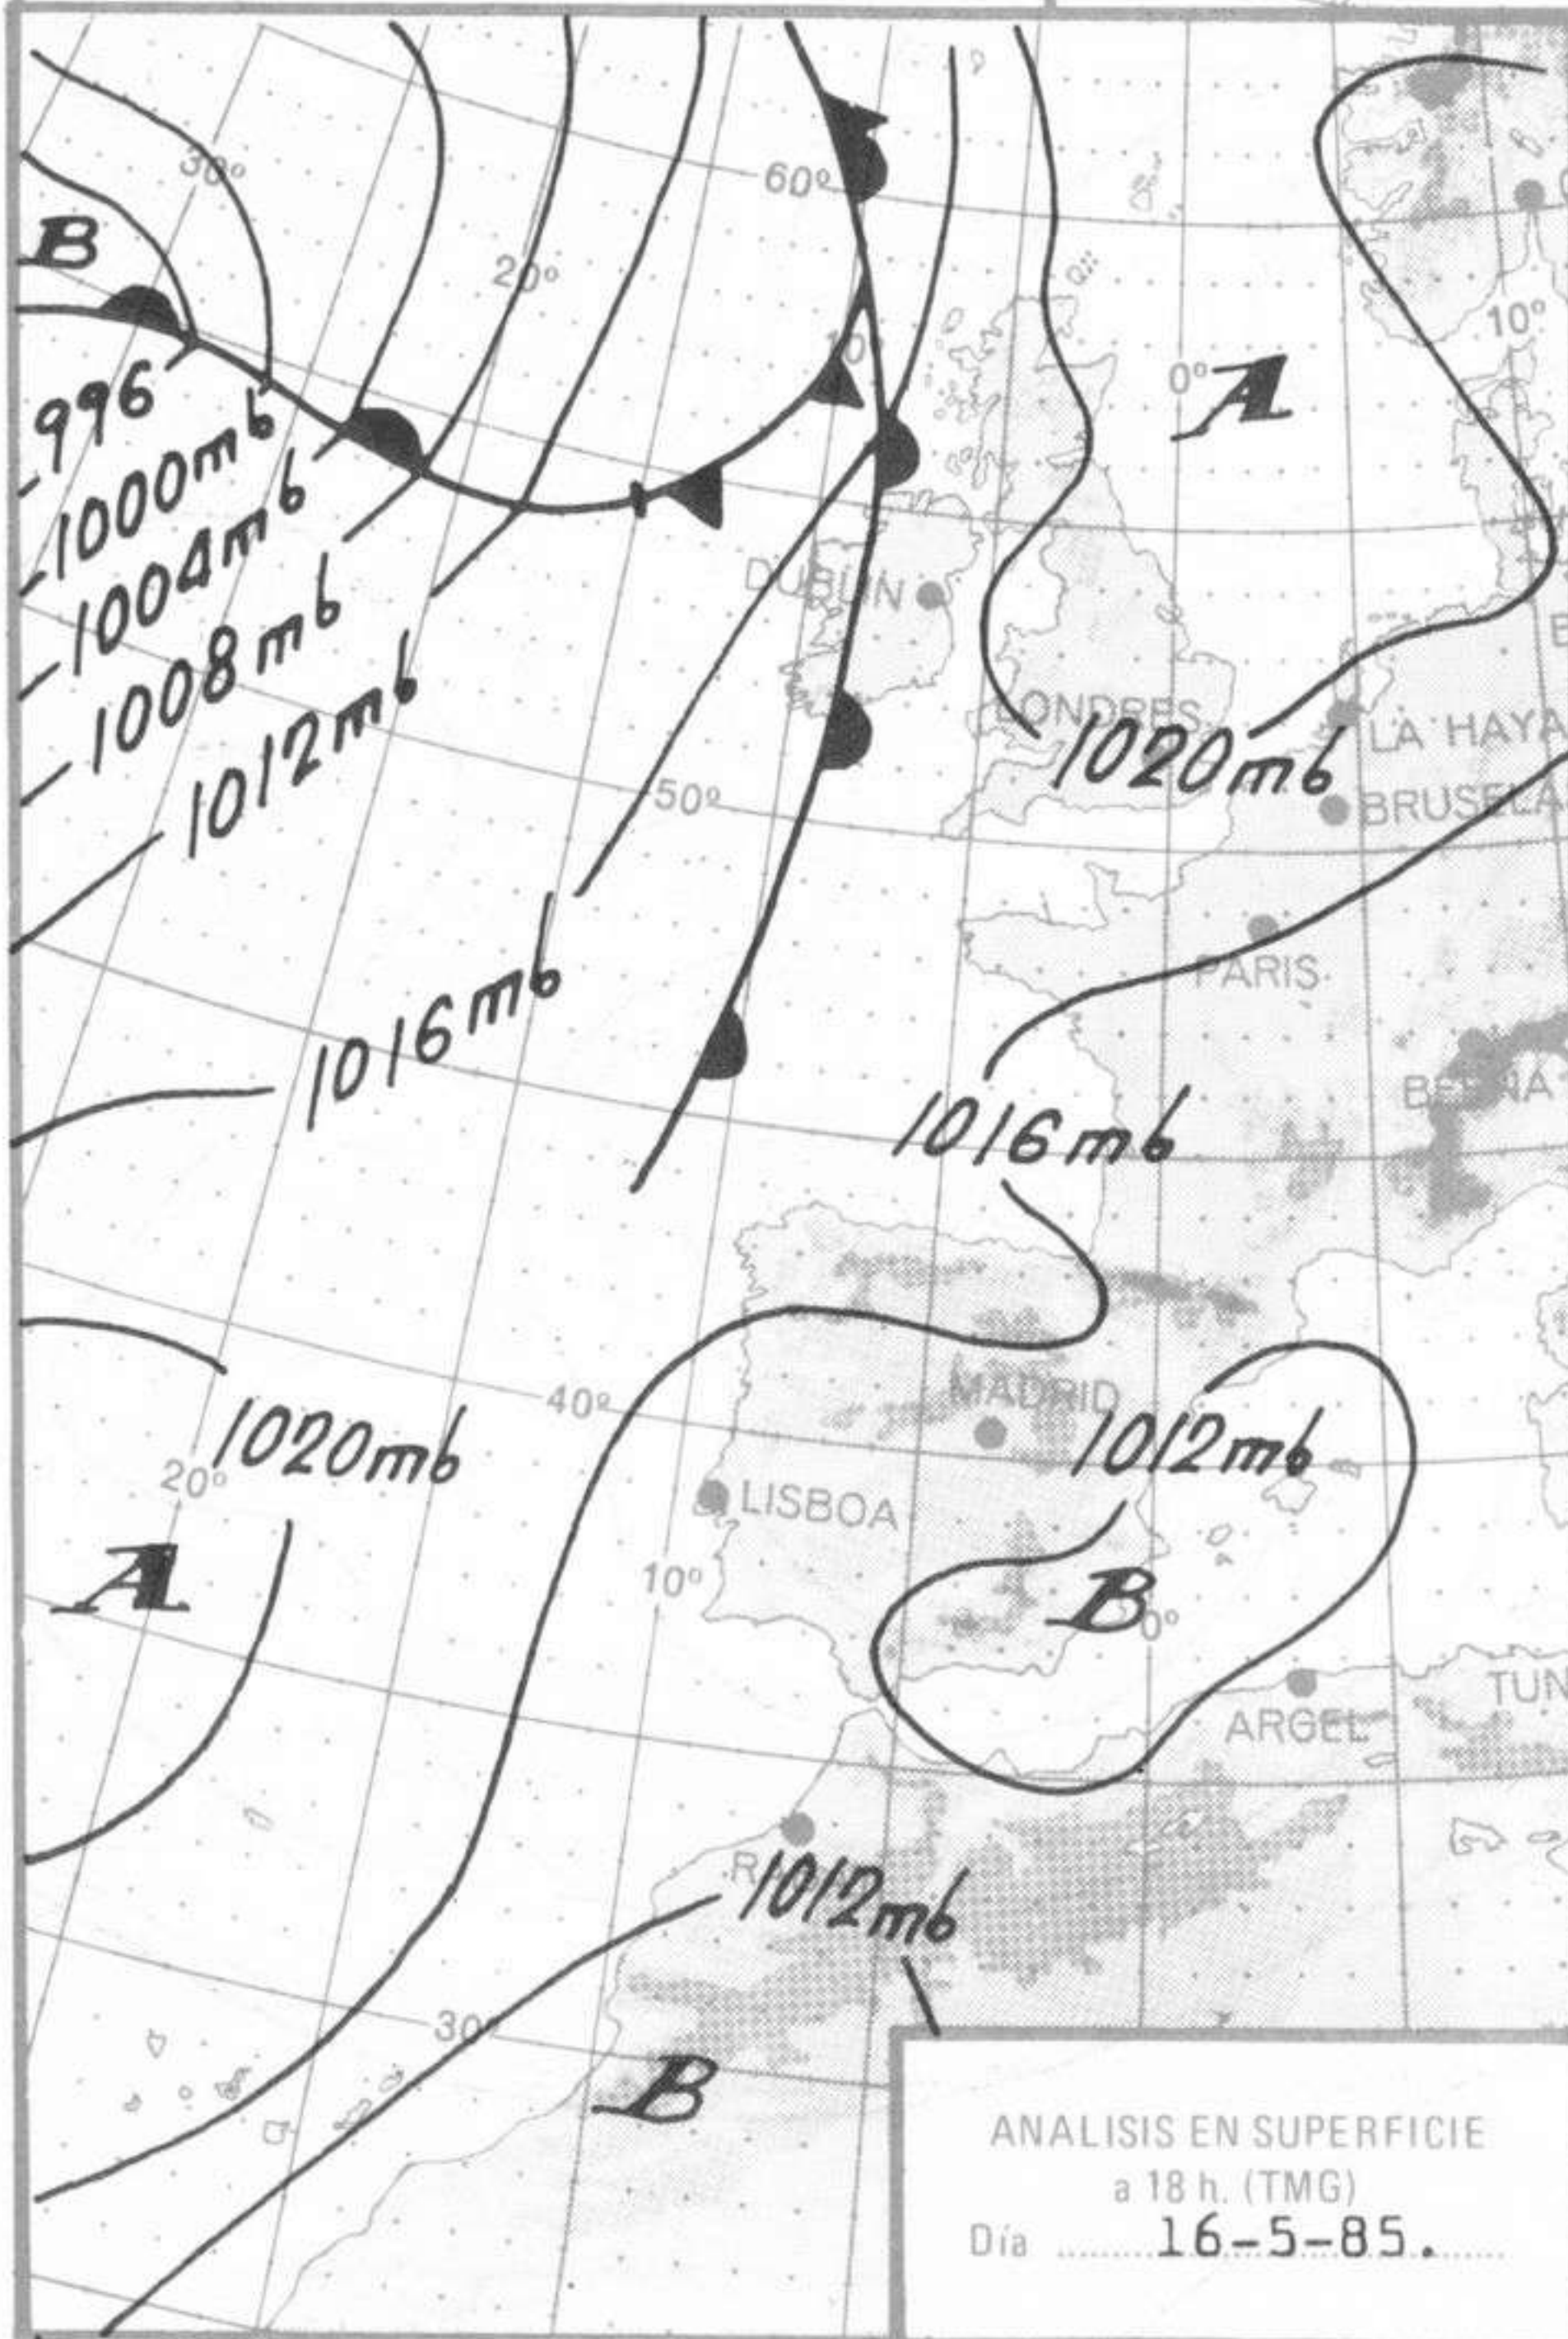 30°
60°
B
20°
10°
10°
0°
A
996
1000mb
1004mb
1008mb
1012mb
DUBLIN
LONDRES
1020mb
LA HAYA
50°
BRUSELA
PARIS
1016mb
BERNA
1016mb
40°
MADRID
1020mb
1012mb
20°
LISBOA
A
10°
B
0°
TUN
ARGEL
R
1012mb
30°
B
ANALISIS EN SUPERFICIE
a 18 h. (TMG)
Día 16-5-85.